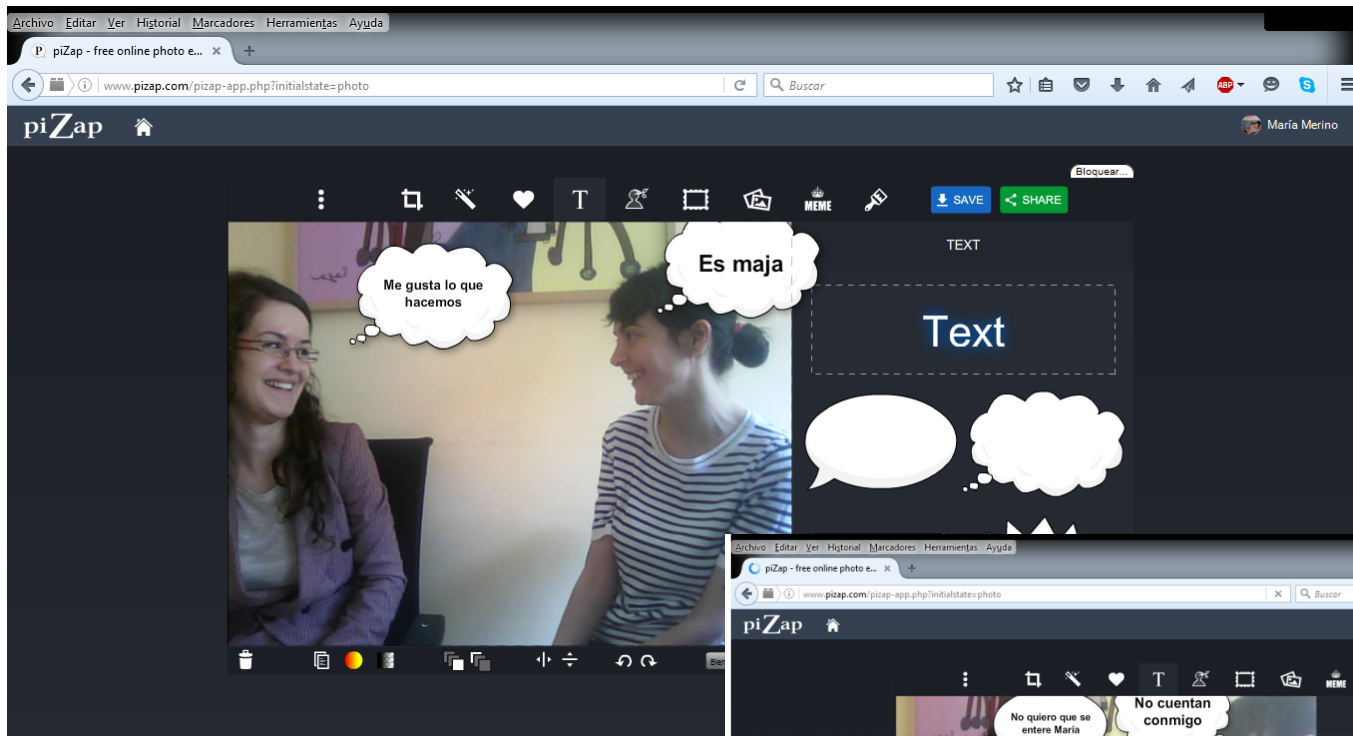 Archivo Editar Ver Historial Marcadores Herramientas Ayuda
piZap - free online photo e...
www.pizap.com/pizap-app.php?initialstate=photo
Buscar
ABP
piZap
María Merino
Bloquear...
T
MEME
SAVE
SHARE
Me gusta lo que
hacemos
Es maja
TEXT
Text
Archivo Editar Ver Historial Marcadores Herramientas Ayuda
piZap - free online photo e...
www.pizap.com/pizap-app.php?initialstate=photo
Buscar
piZap
T
MEME
No quiero que se
entere María
No cuentan
conmigo